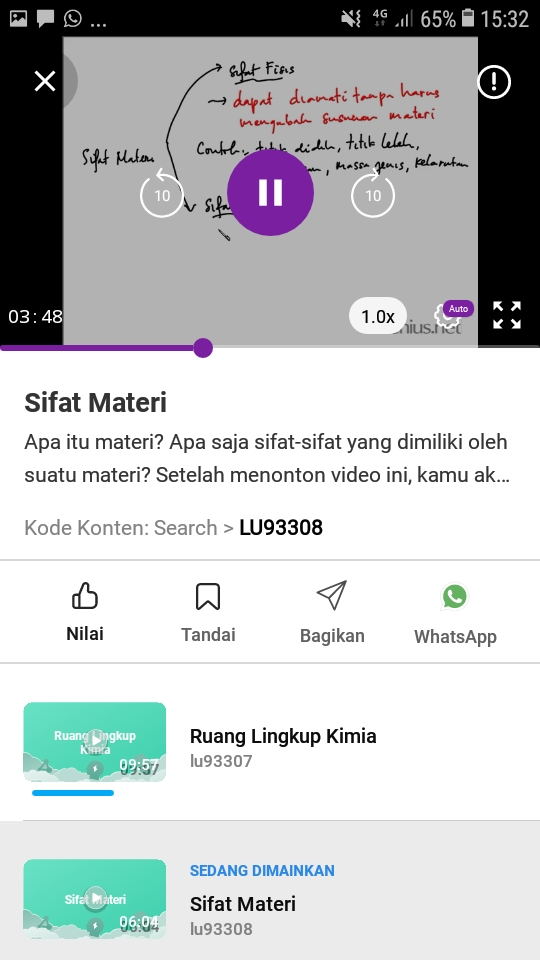 ...
4G
65%
15:32
Sifat Materi
Sifat Fisis
dapat diamati tanpa harus
mengubah susunan materi
Contoh: titik didih, titik leleh,
, massa jenis, kelarutan
10
10
03:48
1.0x
Auto
nius.net
Sifat Materi
Apa itu materi? Apa saja sifat-sifat yang dimiliki oleh
suatu materi? Setelah menonton video ini, kamu ak...
Kode Konten: Search > LU93308
Nilai
Tandai
Bagikan
WhatsApp
Ruang Lingkup
Kimia
09:57
Ruang Lingkup Kimia
lu93307
SEDANG DIMAINKAN
Sifat Materi
06:04
Sifat Materi
lu93308